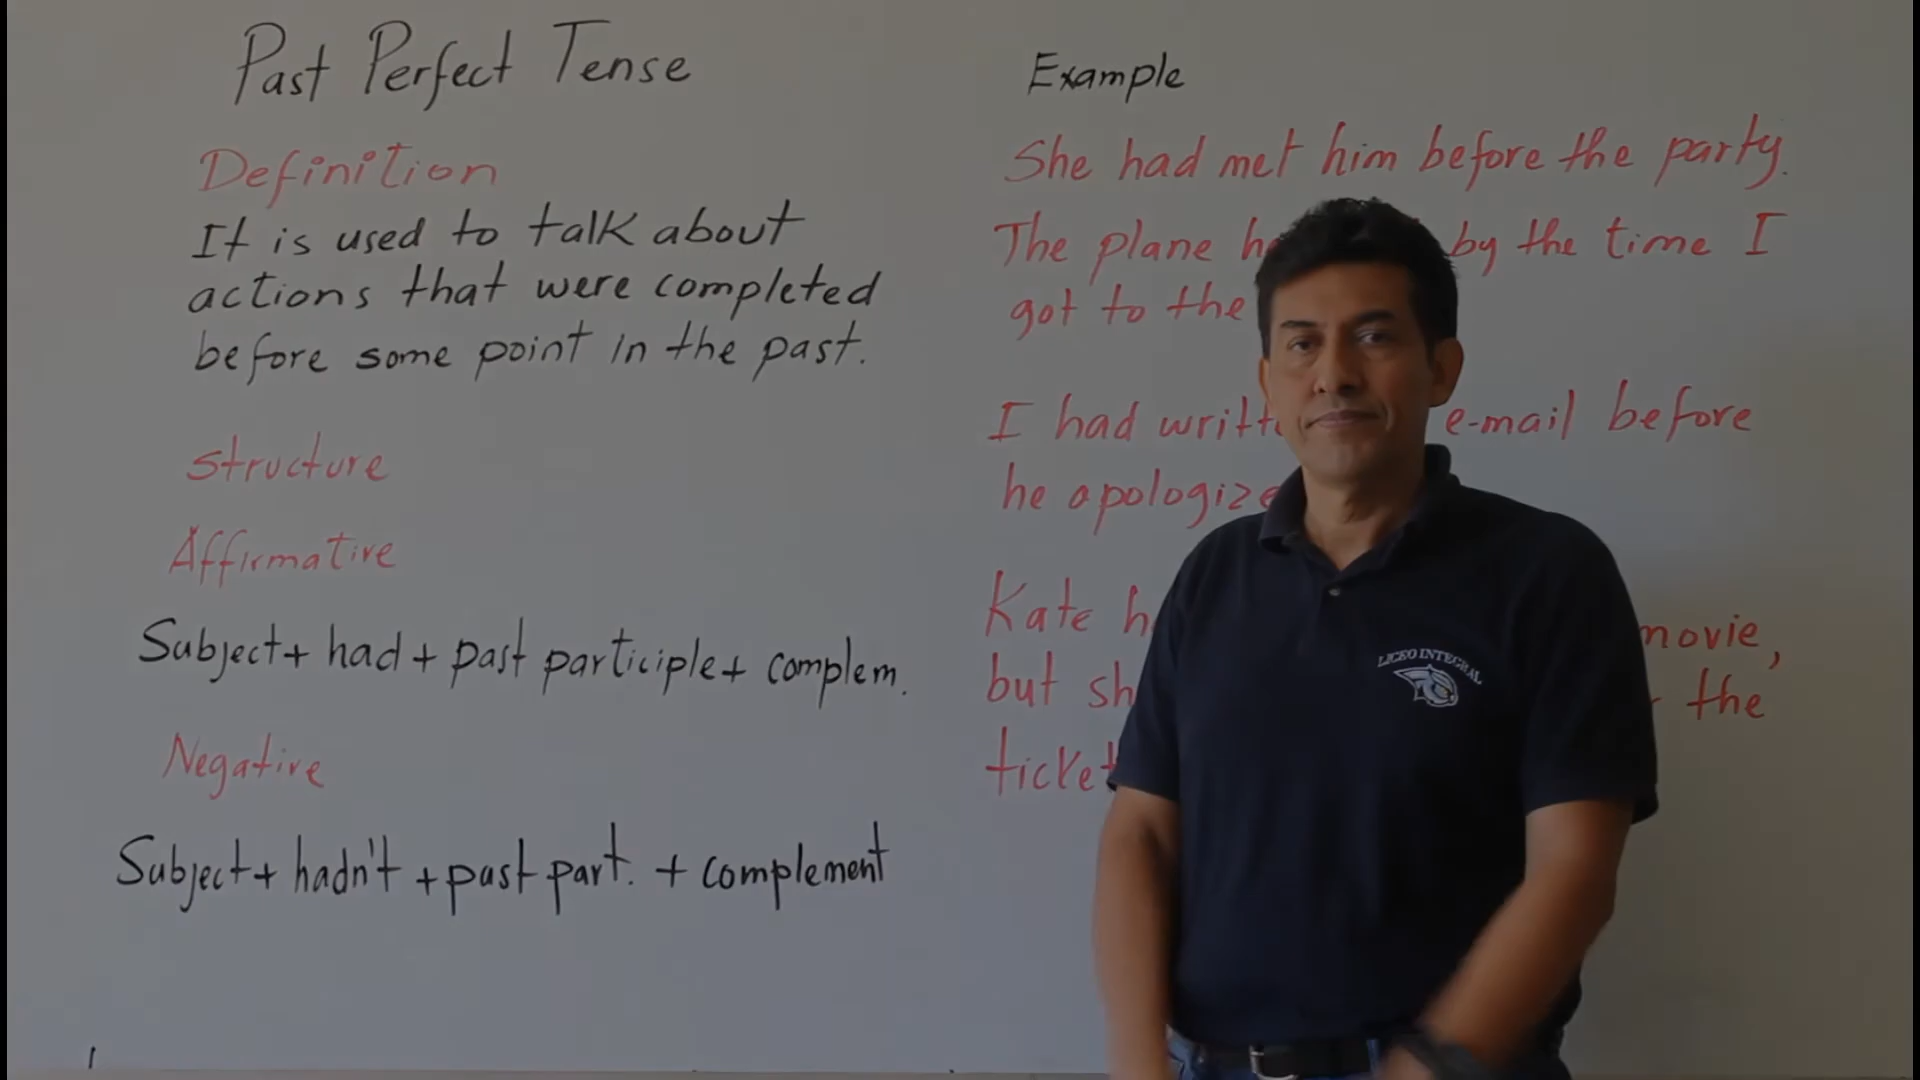 Past Perfect Tense
Definition
It is used to talk about
actions that were completed
before some point in the past.
Structure
Affirmative
Subject + had + past participle + complem.
Negative
Subject + hadn't + past part. + complement
Example
She had met him before the party.
The plane by the time I
got to the
I had e-mail before
he
Kate movie,
but the
LICEO INTEGRAL